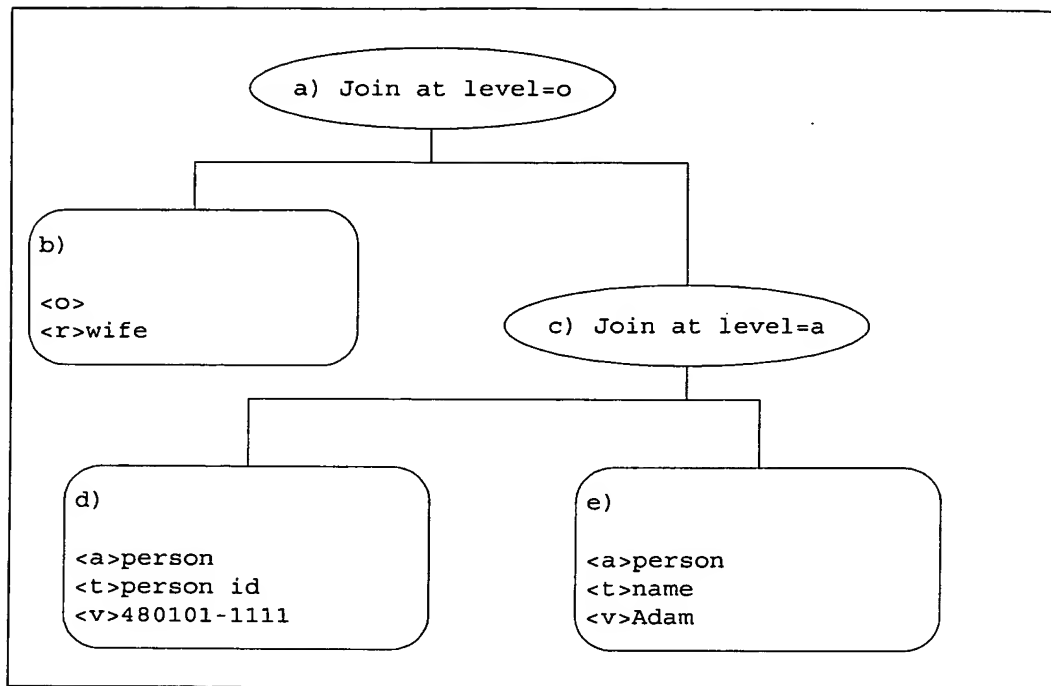 a) Join at level=o
b)
<o>
<r>wife
c) Join at level=a
d)
<a>person
<t>person id
<v>480101-1111
e)
<a>person
<t>name
<v>Adam